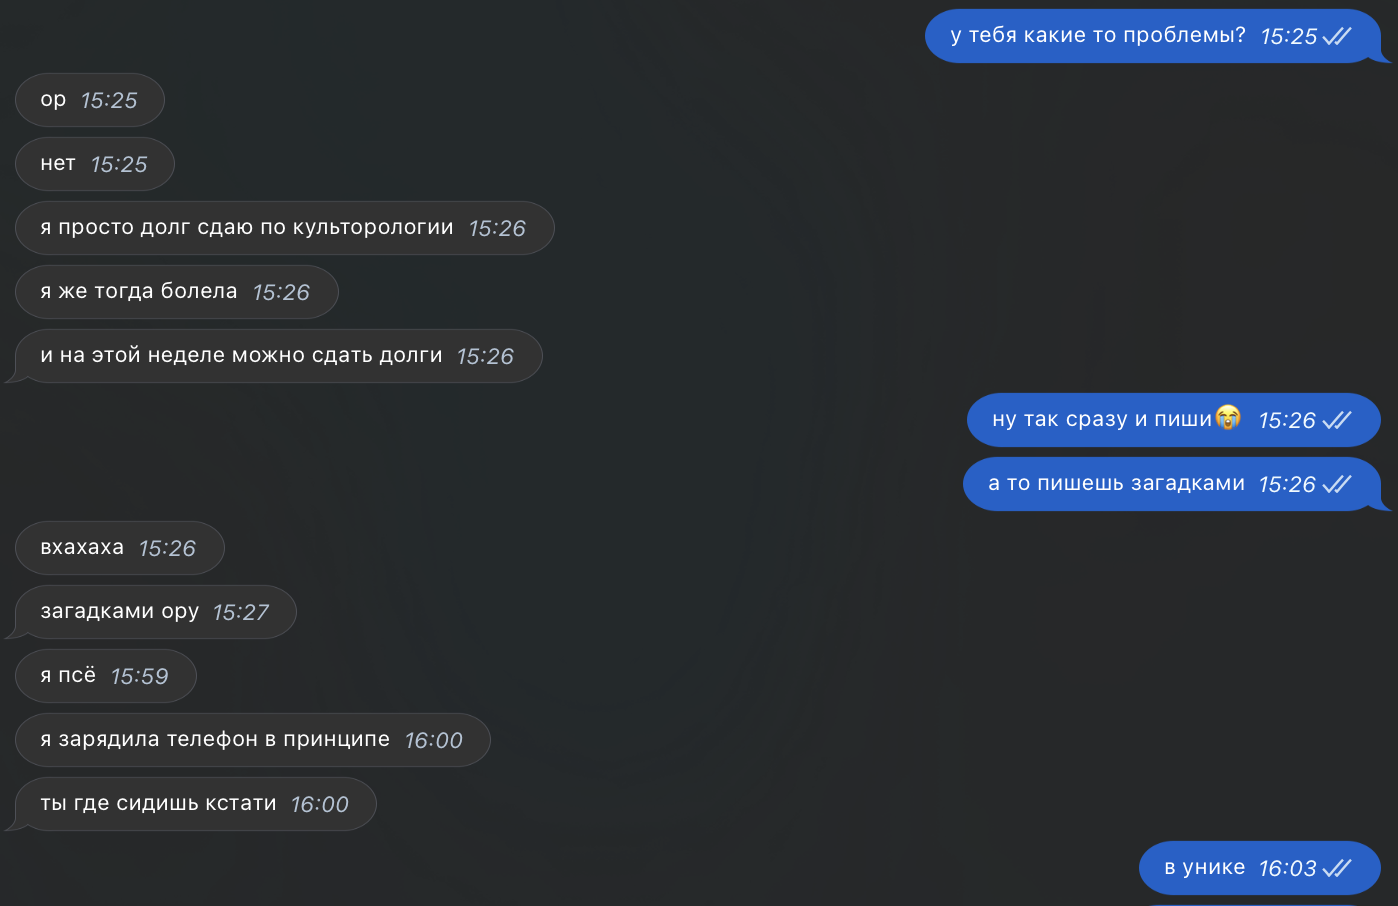 у тебя какие то проблемы? 15:25
ор 15:25
нет 15:25
я просто долг сдаю по культорологии 15:26
я же тогда болела 15:26
и на этой неделе можно сдать долги 15:26
ну так сразу и пиши😭 15:26
а то пишешь загадками 15:26
вхахаха 15:26
загадками ору 15:27
я псё 15:59
я зарядила телефон в принципе 16:00
ты где сидишь кстати 16:00
в унике 16:03